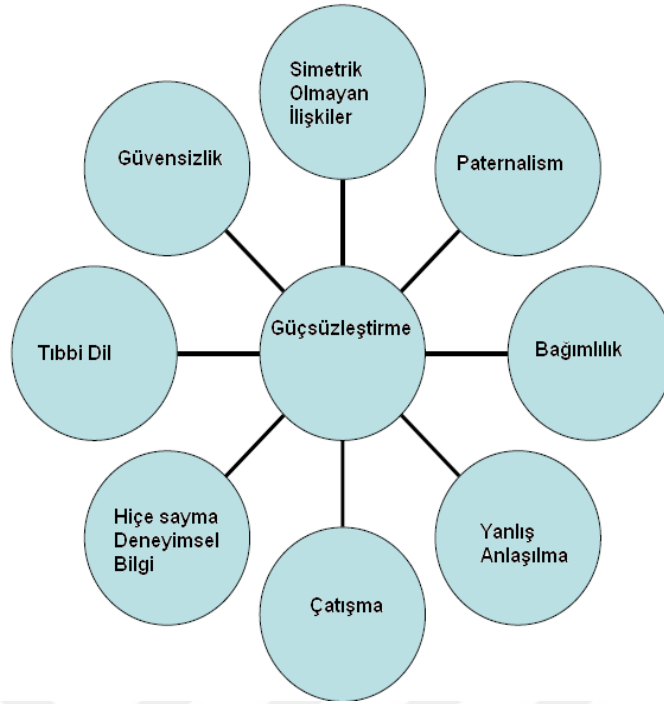 Simetrik
Olmayan
İlişkiler
Güvensizlik
Paternalism
Güçsüzleştirme
Tıbbi Dil
Bağımlılık
Hiçe sayma
Deneyimsel
Bilgi
Yanlış
Anlaşılma
Çatışma